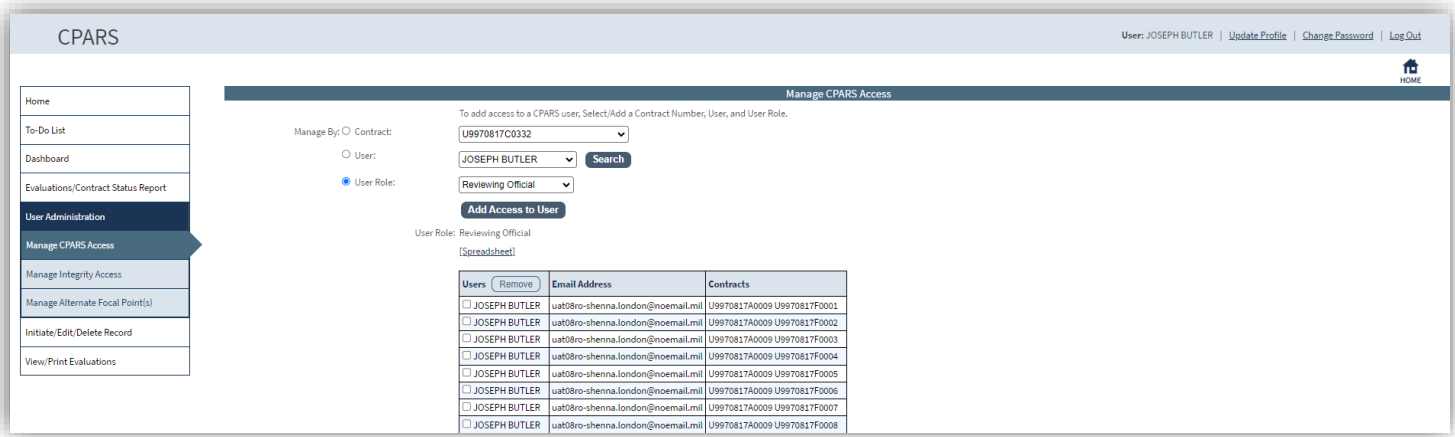 CPARS
User: JOSEPH BUTLER | Update Profile | Change Password | Log Out
HOME
Home
To-Do List
Dashboard
Evaluations/Contract Status Report
User Administration
Manage CPARS Access
Manage Integrity Access
Manage Alternate Focal Point(s)
Initiate/Edit/Delete Record
View/Print Evaluations
Manage CPARS Access
To add access to a CPARS user, Select/Add a Contract Number, User, and User Role.
Manage By: Contract: U9970817C0332
User: JOSEPH BUTLER Search
User Role: Reviewing Official
Add Access to User
User Role: Reviewing Official
[Spreadsheet]
Users Remove Email Address Contracts
JOSEPH BUTLER uat08ro-shenna.london@noemail.mil U9970817A0009 U9970817F0001
JOSEPH BUTLER uat08ro-shenna.london@noemail.mil U9970817A0009 U9970817F0002
JOSEPH BUTLER uat08ro-shenna.london@noemail.mil U9970817A0009 U9970817F0003
JOSEPH BUTLER uat08ro-shenna.london@noemail.mil U9970817A0009 U9970817F0004
JOSEPH BUTLER uat08ro-shenna.london@noemail.mil U9970817A0009 U9970817F0005
JOSEPH BUTLER uat08ro-shenna.london@noemail.mil U9970817A0009 U9970817F0006
JOSEPH BUTLER uat08ro-shenna.london@noemail.mil U9970817A0009 U9970817F0007
JOSEPH BUTLER uat08ro-shenna.london@noemail.mil U9970817A0009 U9970817F0008